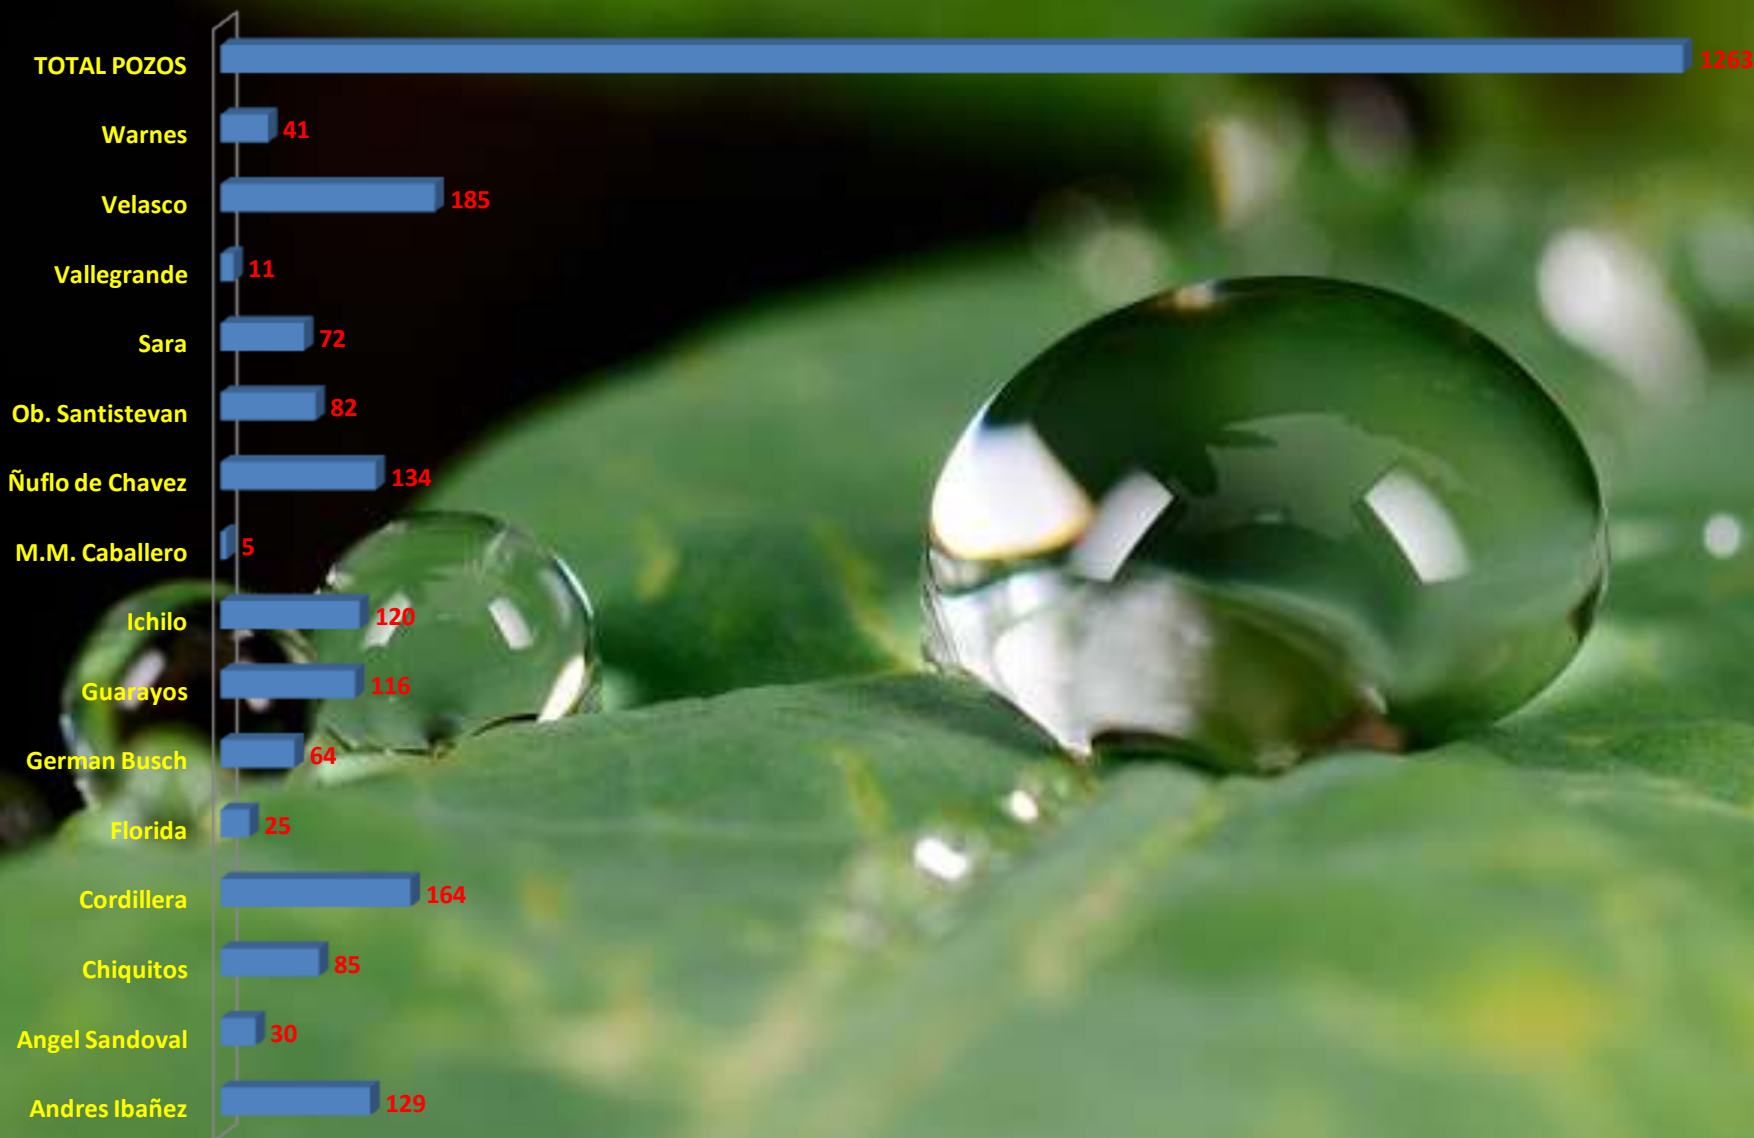 TOTAL POZOS 1263
Warnes 41
Velasco 185
Vallegrande 11
Sara 72
Ob. Santistevan 82
Ñuflo de Chavez 134
M.M. Caballero 5
Ichilo 120
Guarayos 116
German Busch 64
Florida 25
Cordillera 164
Chiquitos 85
Angel Sandoval 30
Andres Ibañez 129